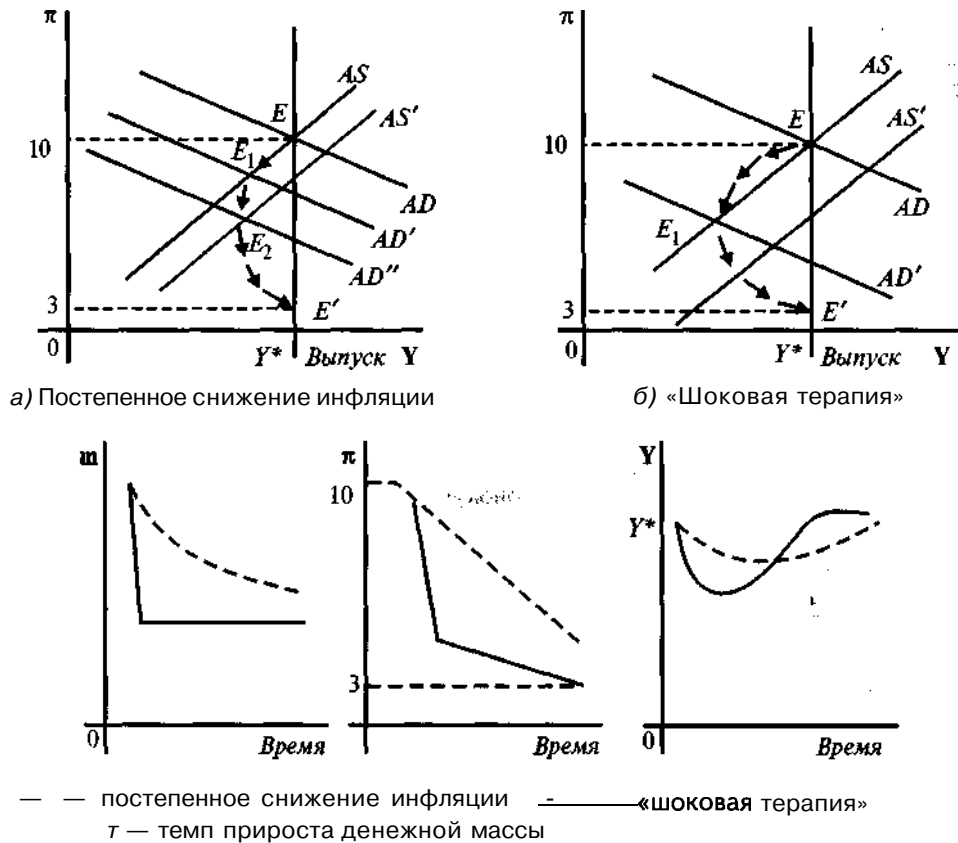 π
π
AS
AS
E
AS′
E
AS′
10
E₁
10
AD
AD
AD′
E₁
E₂
AD″
AD′
3
E′
3
E′
0
Y* Выпуск Y
0
Y* Выпуск Y
а) Постепенное снижение инфляции
б) «Шоковая терапия»
m
π
Y
10
Y*
3
0
Время
Время
0
Время
— — постепенное снижение инфляции - ———«шоковая терапия»
т — темп прироста денежной массы